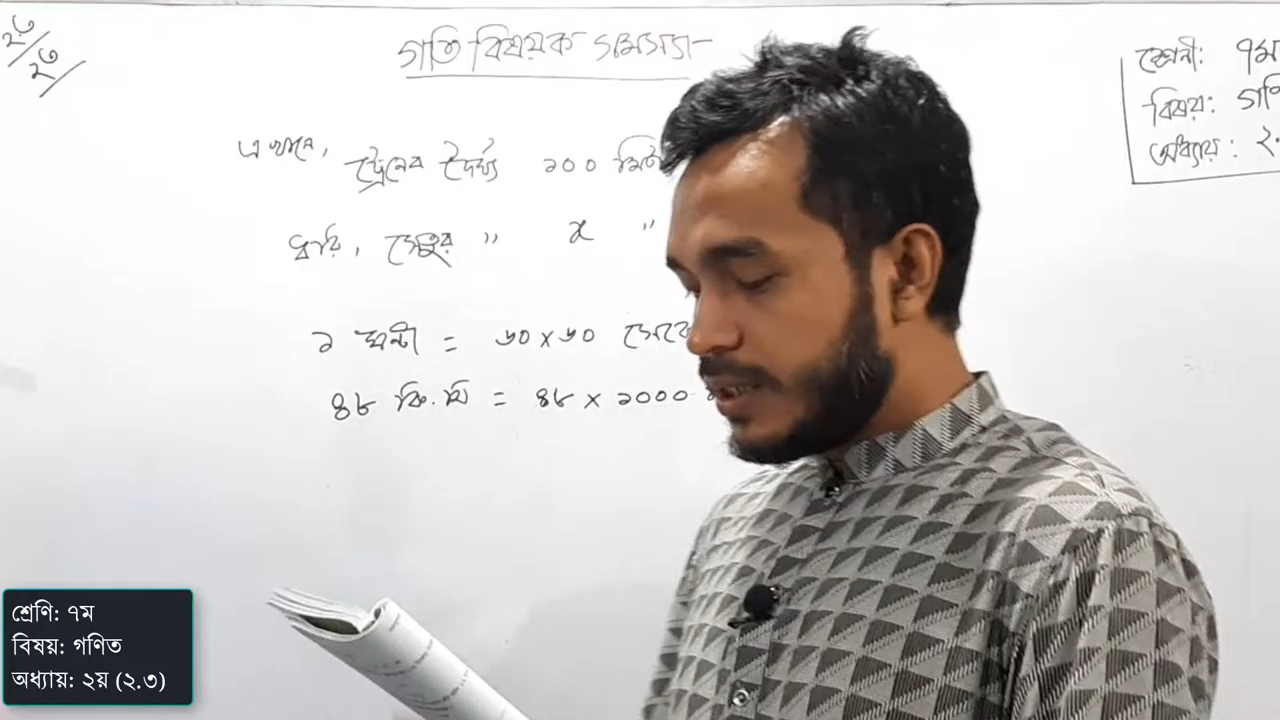 ২৩/২৩/
গতি বিষয়ক সমস্যা
শ্রেণী: ৭ম
বিষয়: গণি
অধ্যায়: ২.
এখানে, ট্রেনের দৈর্ঘ্য ১০০ মিটা
ধরি, সেতুর " x "
১ ঘন্টা = ৬০ x ৬০ সেকে
৪৮ কি.মি = ৪৮ x ১০০০
শ্রেণি: ৭ম
বিষয়: গণিত
অধ্যায়: ২য় (২.৩)